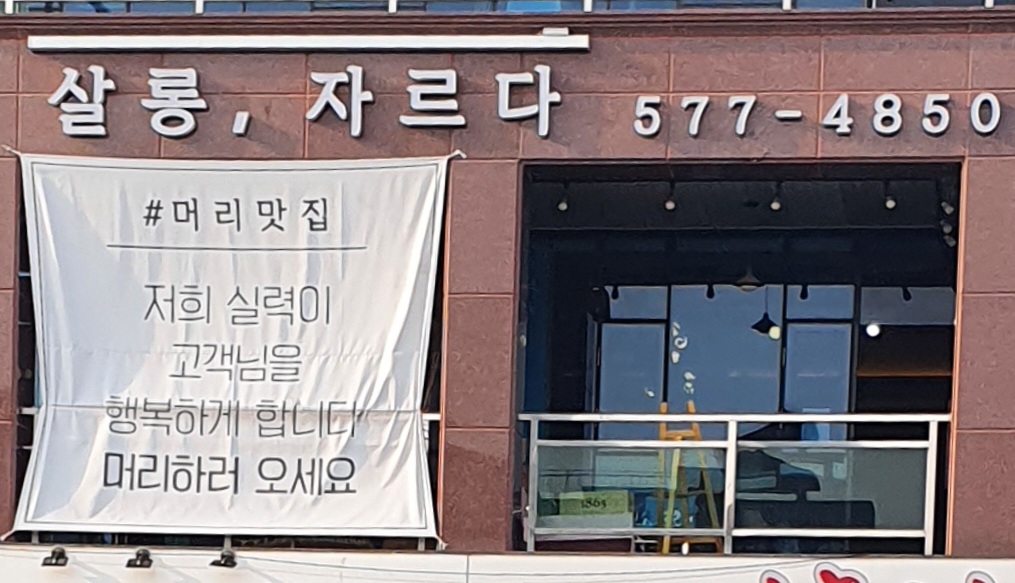 살롱, 자르다 577-4850
#머리맛집
저희 실력이
고객님을
행복하게 합니다
머리하러 오세요
1865